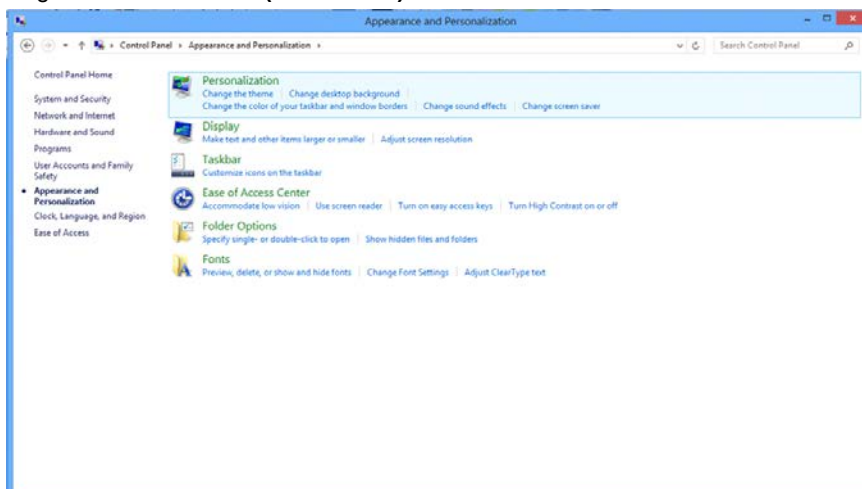 Appearance and Personalization
Control Panel › Appearance and Personalization ›
Search Control Panel
Control Panel Home
System and Security
Network and Internet
Hardware and Sound
Programs
User Accounts and Family
Safety
Appearance and
Personalization
Clock, Language, and Region
Ease of Access
Personalization
Change the theme | Change desktop background |
Change the color of your taskbar and window borders | Change sound effects | Change screen saver
Display
Make text and other items larger or smaller | Adjust screen resolution
Taskbar
Customize icons on the taskbar
Ease of Access Center
Accommodate low vision | Use screen reader | Turn on easy access keys | Turn High Contrast on or off
Folder Options
Specify single- or double-click to open | Show hidden files and folders
Fonts
Preview, delete, or show and hide fonts | Change Font Settings | Adjust ClearType text